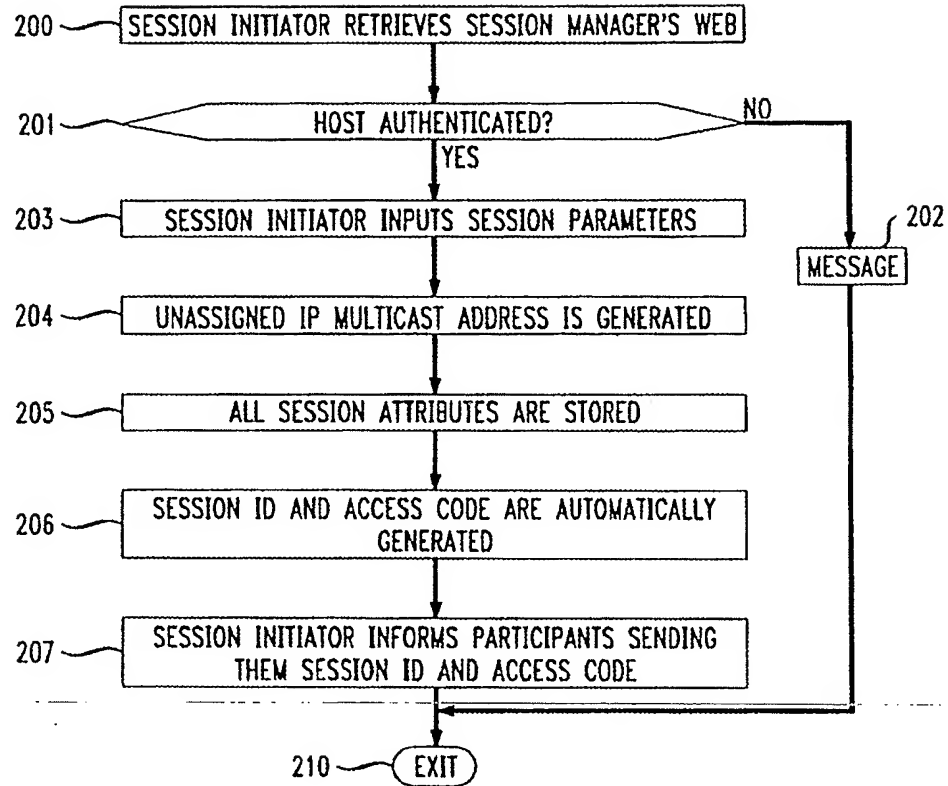 200 SESSION INITIATOR RETRIEVES SESSION MANAGER'S WEB
201 HOST AUTHENTICATED?
NO
YES
203 SESSION INITIATOR INPUTS SESSION PARAMETERS
202
MESSAGE
204 UNASSIGNED IP MULTICAST ADDRESS IS GENERATED
205 ALL SESSION ATTRIBUTES ARE STORED
206 SESSION ID AND ACCESS CODE ARE AUTOMATICALLY
GENERATED
207 SESSION INITIATOR INFORMS PARTICIPANTS SENDING
THEM SESSION ID AND ACCESS CODE
210 EXIT